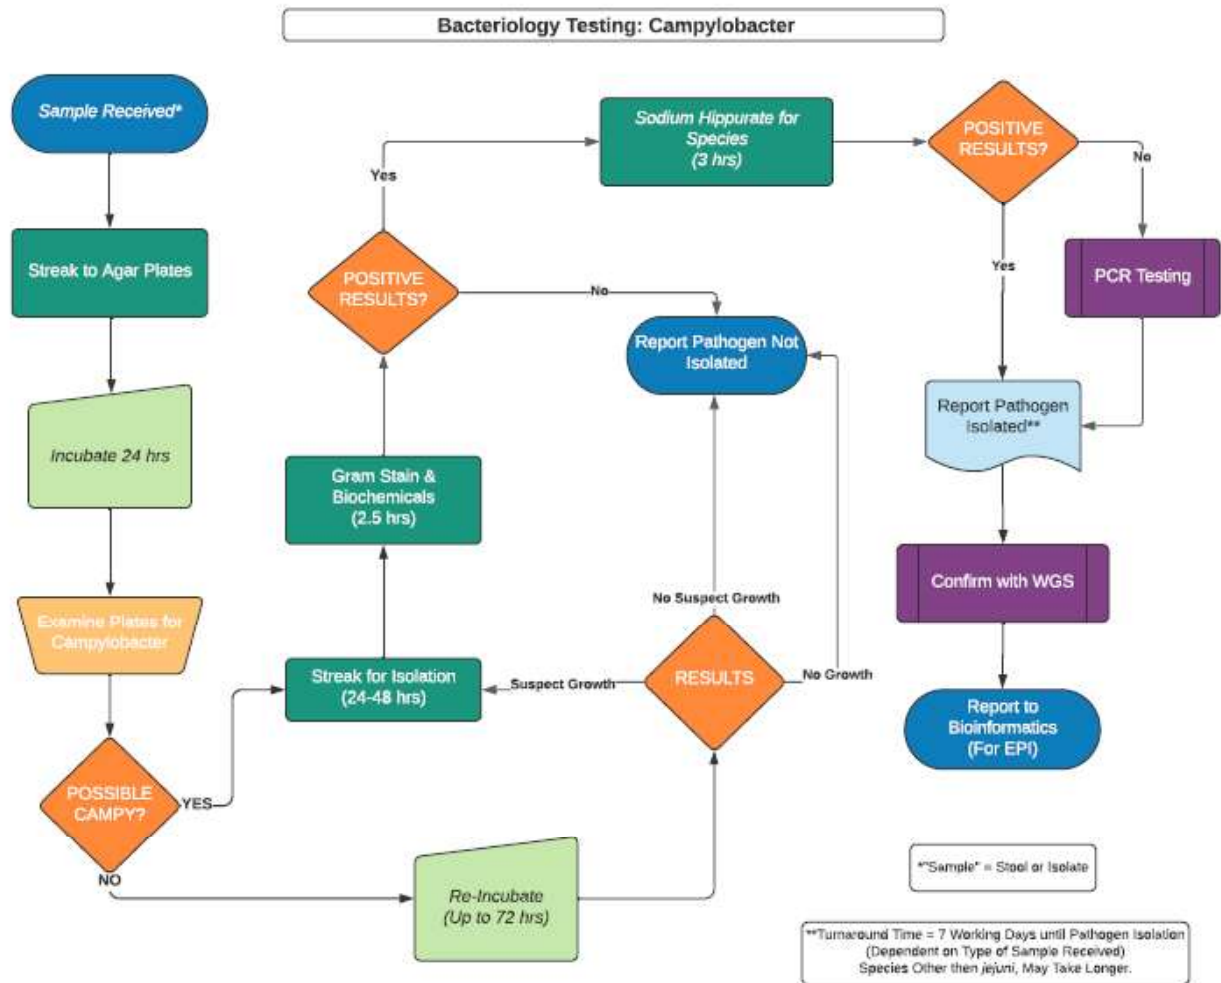 Bacteriology Testing: Campylobacter
Sample Received*
Streak to Agar Plates
Incubate 24 hrs
Examine Plates for
Campylobacter
POSSIBLE
CAMPY?
YES
NO
Re-Incubate
(Up to 72 hrs)
RESULTS
Suspect Growth
No Suspect Growth
No Growth
Streak for Isolation
(24-48 hrs)
Gram Stain &
Biochemicals
(2.5 hrs)
POSITIVE
RESULTS?
Yes
No
Report Pathogen Not
Isolated
Sodium Hippurate for
Species
(3 hrs)
POSITIVE
RESULTS?
No
Yes
PCR Testing
Report Pathogen
Isolated**
Confirm with WGS
Report to
Bioinformatics
(For EPI)
*"Sample" = Stool or Isolate
**Turnaround Time = 7 Working Days until Pathogen Isolation
(Dependent on Type of Sample Received)
Species Other then jejuni, May Take Longer.